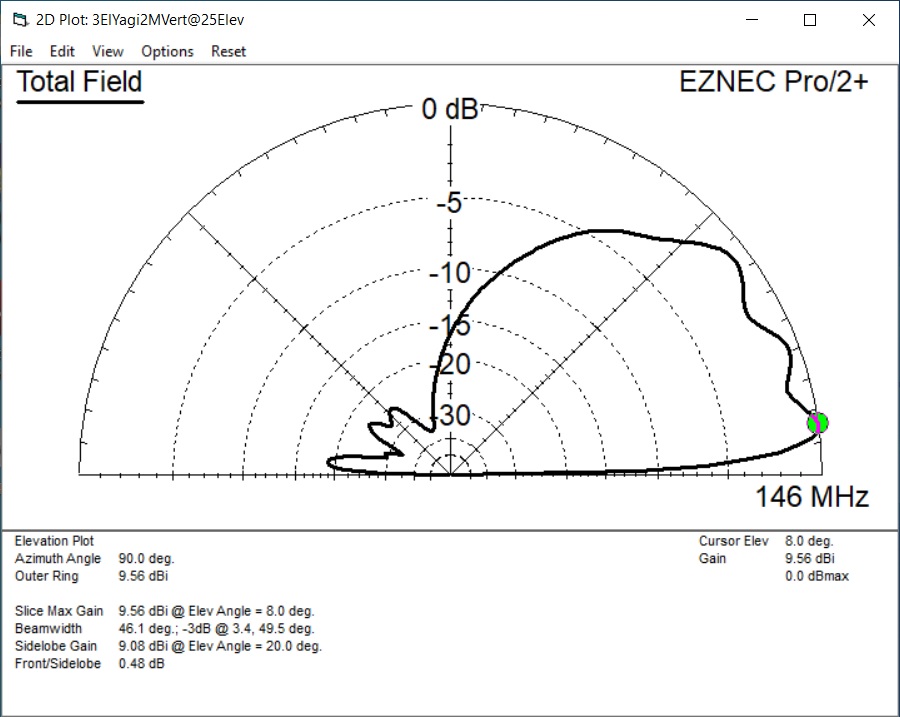 2D Plot: 3ElYagi2MVert@25Elev
File Edit View Options Reset
Total Field
EZNEC Pro/2+
0 dB
-5
-10
-15
-20
-30
146 MHz
Elevation Plot
Azimuth Angle 90.0 deg.
Outer Ring 9.56 dBi
Cursor Elev 8.0 deg.
Gain 9.56 dBi
0.0 dBmax
Slice Max Gain 9.56 dBi @ Elev Angle = 8.0 deg.
Beamwidth 46.1 deg.; -3dB @ 3.4, 49.5 deg.
Sidelobe Gain 9.08 dBi @ Elev Angle = 20.0 deg.
Front/Sidelobe 0.48 dB